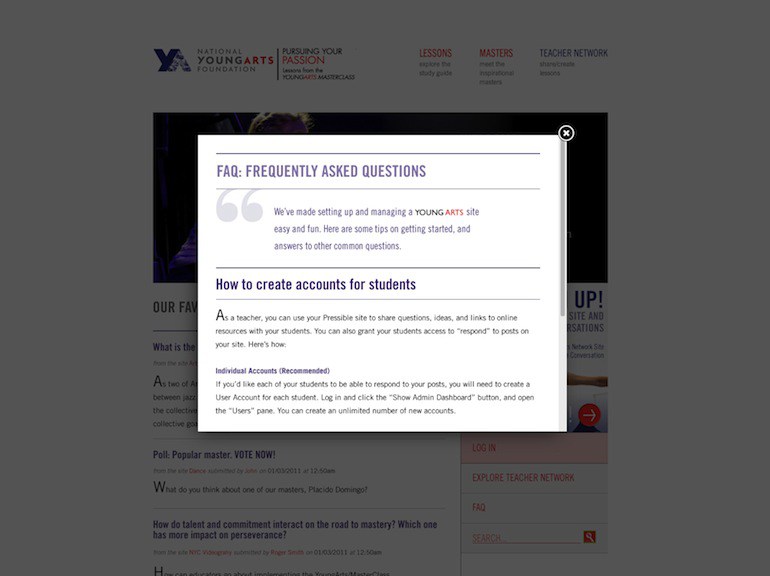 NATIONAL
YOUNGARTS
FOUNDATION
PURSUING YOUR
PASSION
Lessons from the
YOUNGARTS MASTERCLASS
LESSONS
explore the
study guide
MASTERS
meet the
inspirational
masters
TEACHER NETWORK
share/create
lessons
FAQ: FREQUENTLY ASKED QUESTIONS
We've made setting up and managing a YOUNGARTS site
easy and fun. Here are some tips on getting started, and
answers to other common questions.
How to create accounts for students
As a teacher, you can use your Pressible site to share questions, ideas, and links to online
resources with your students. You can also grant your students access to "respond" to posts on
your site. Here's how:
Individual Accounts (Recommended)
If you'd like each of your students to be able to respond to your posts, you will need to create a
User Account for each student. Log in and click the "Show Admin Dashboard" button, and open
the "Users" pane. You can create an unlimited number of new accounts.
OUR FAV
What is the
from the site
As two of
between jazz
the collective
collective
Poll: Popular master. VOTE NOW!
from the site Dance submitted by John on 01/03/2011 at 12:50am
What do you think about one of our masters, Placido Domingo?
How do talent and commitment interact on the road to mastery? Which one
has more impact on perseverance?
from the site NYC Videography submitted by Roger Smith on 01/03/2011 at 12:50am
How can educators go about implementing the YoungArts/MasterClass
UP!
SITE AND
ERSATIONS
Network Site
Conversation
LOG IN
EXPLORE TEACHER NETWORK
FAQ
SEARCH...